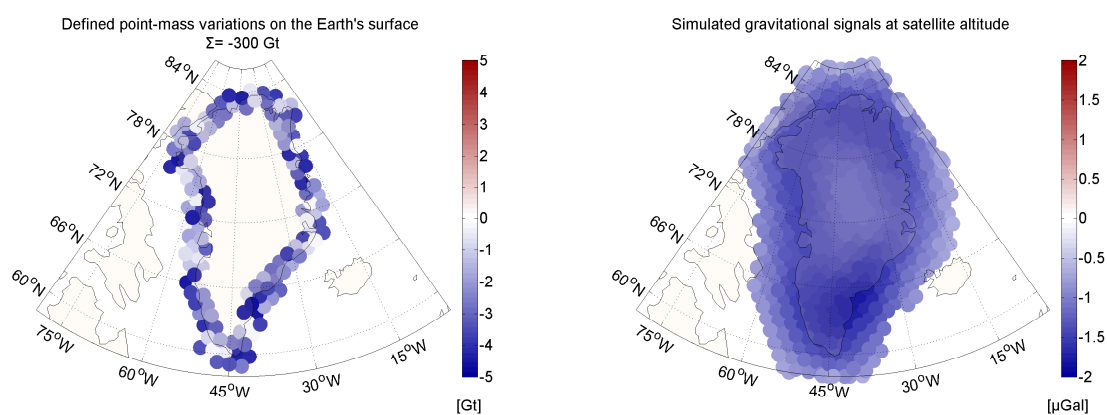 Defined point-mass variations on the Earth's surface
Σ= -300 Gt
84°N
78°N
72°N
66°N
60°N
75°W
60°W
45°W
30°W
15°W
5
4
3
2
1
0
-1
-2
-3
-4
-5
[Gt]
Simulated gravitational signals at satellite altitude
84°N
78°N
72°N
66°N
60°N
75°W
60°W
45°W
30°W
15°W
2
1.5
1
0.5
0
-0.5
-1
-1.5
-2
[µGal]